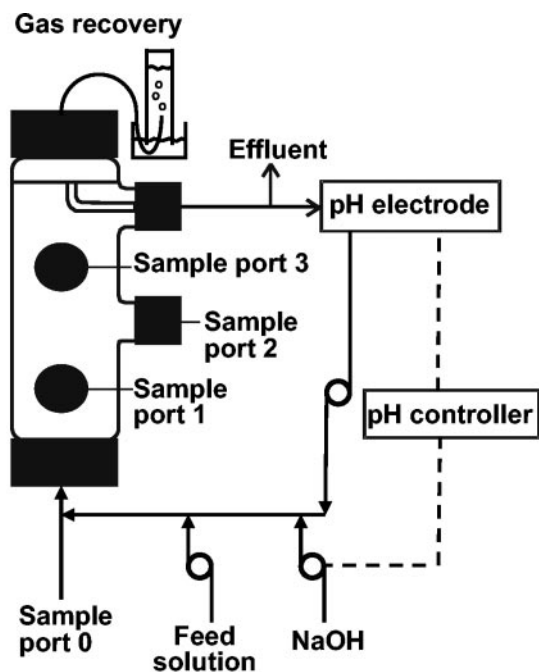 Gas recovery
Effluent
pH electrode
Sample port 3
Sample
port 2
Sample
port 1
pH controller
Sample
port 0
Feed
solution
NaOH